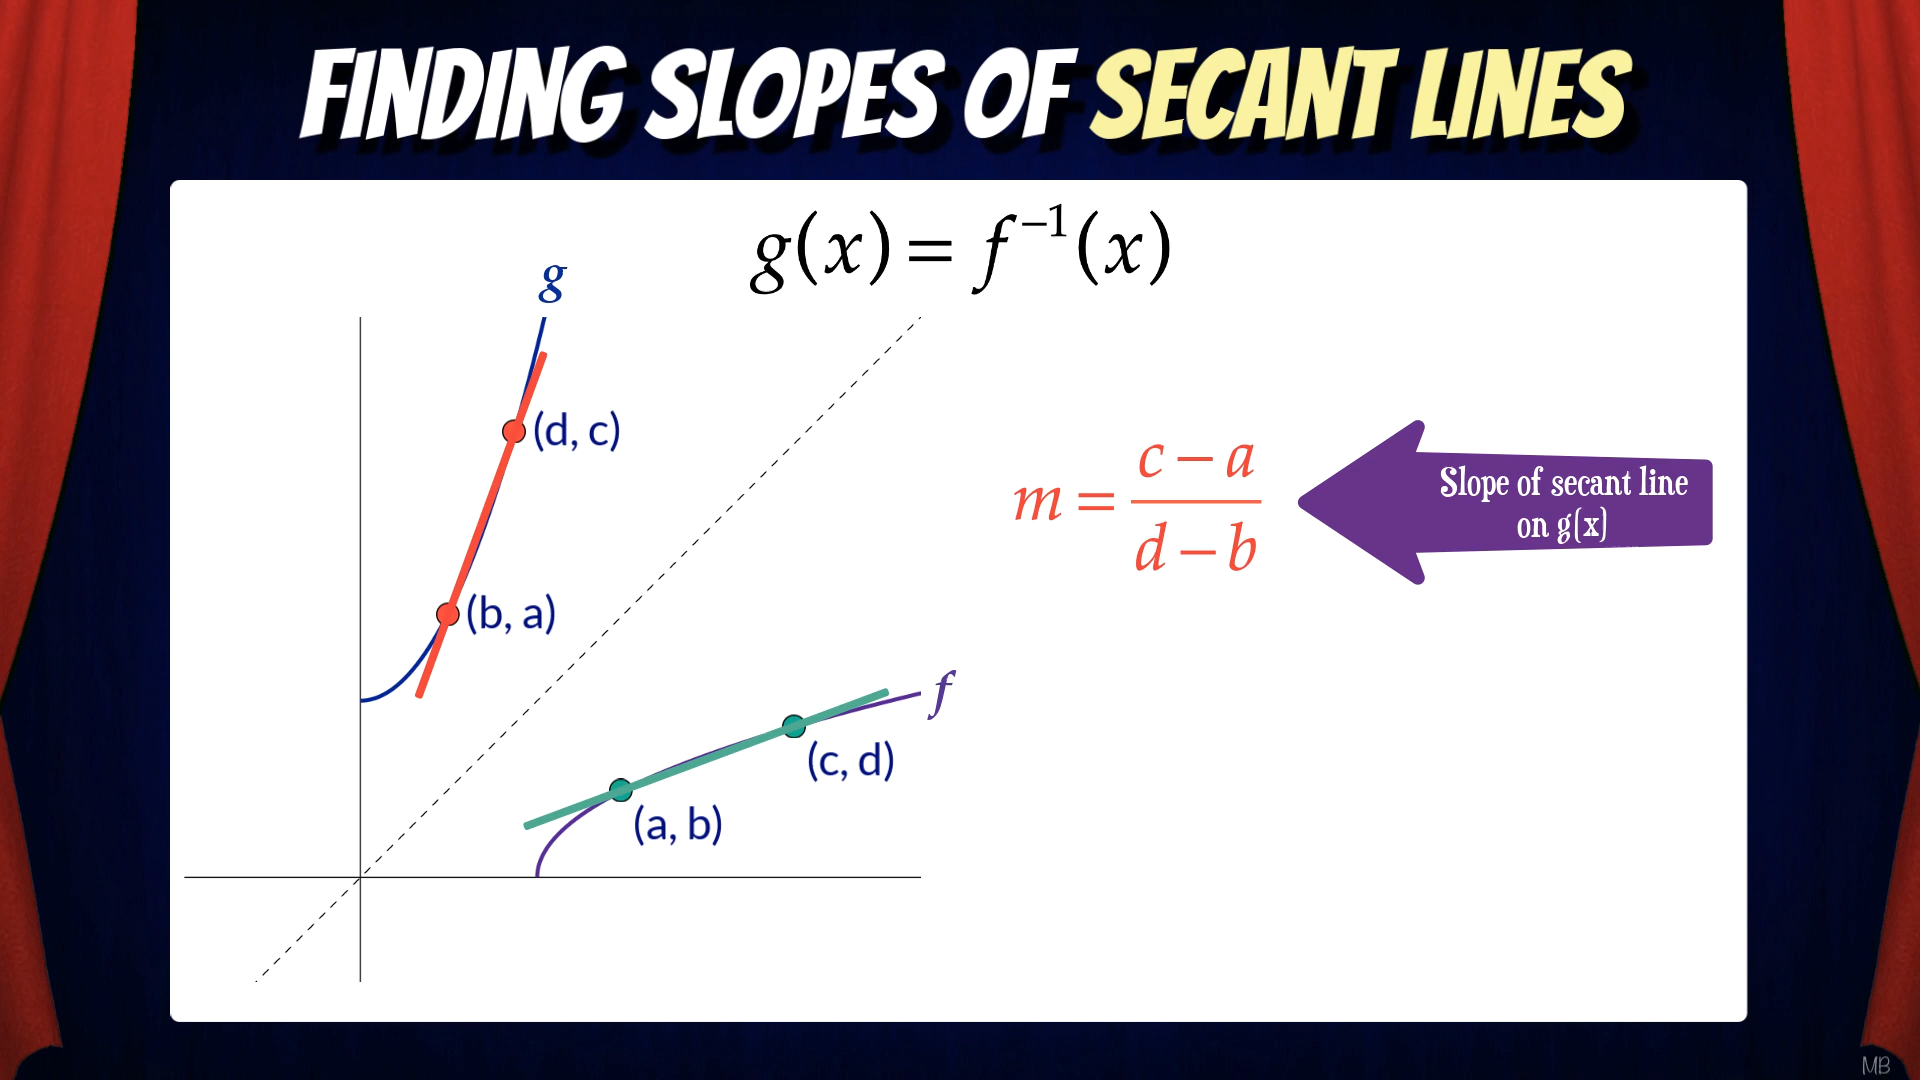 FINDING SLOPES OF SECANT LINES
g(x) = f⁻¹(x)
g
(d, c)
m = (c − a) / (d − b)
Slope of secant line
on g(x)
(b, a)
f
(c, d)
(a, b)
MB